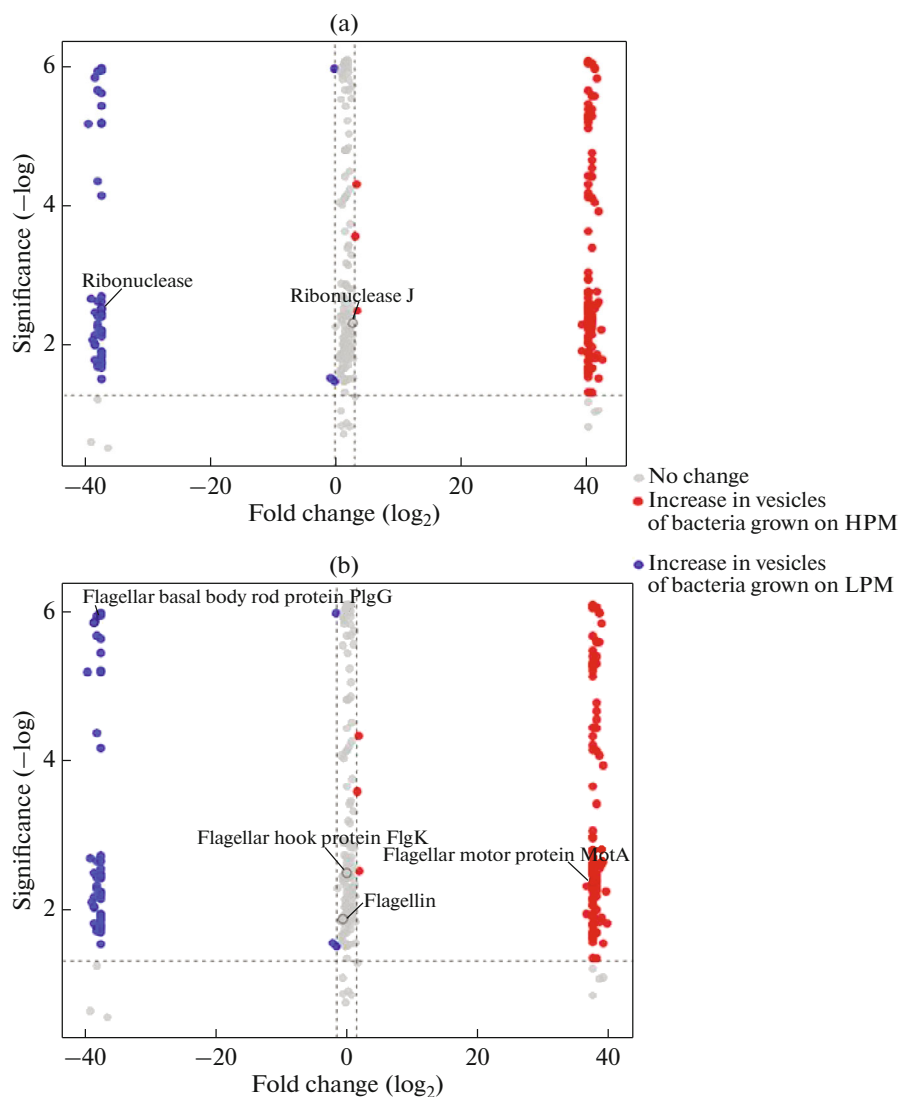 (a)
6
4
2
Significance (—log)
Ribonuclease
Ribonuclease J
—40
—20
0
20
40
Fold change (log2)
No change
Increase in vesicles
of bacteria grown on HPM
Increase in vesicles
of bacteria grown on LPM
(b)
6
4
2
Significance (—log)
Flagellar basal body rod protein PlgG
Flagellar hook protein FlgK
Flagellar motor protein MotA
Flagellin
—40
—20
0
20
40
Fold change (log2)